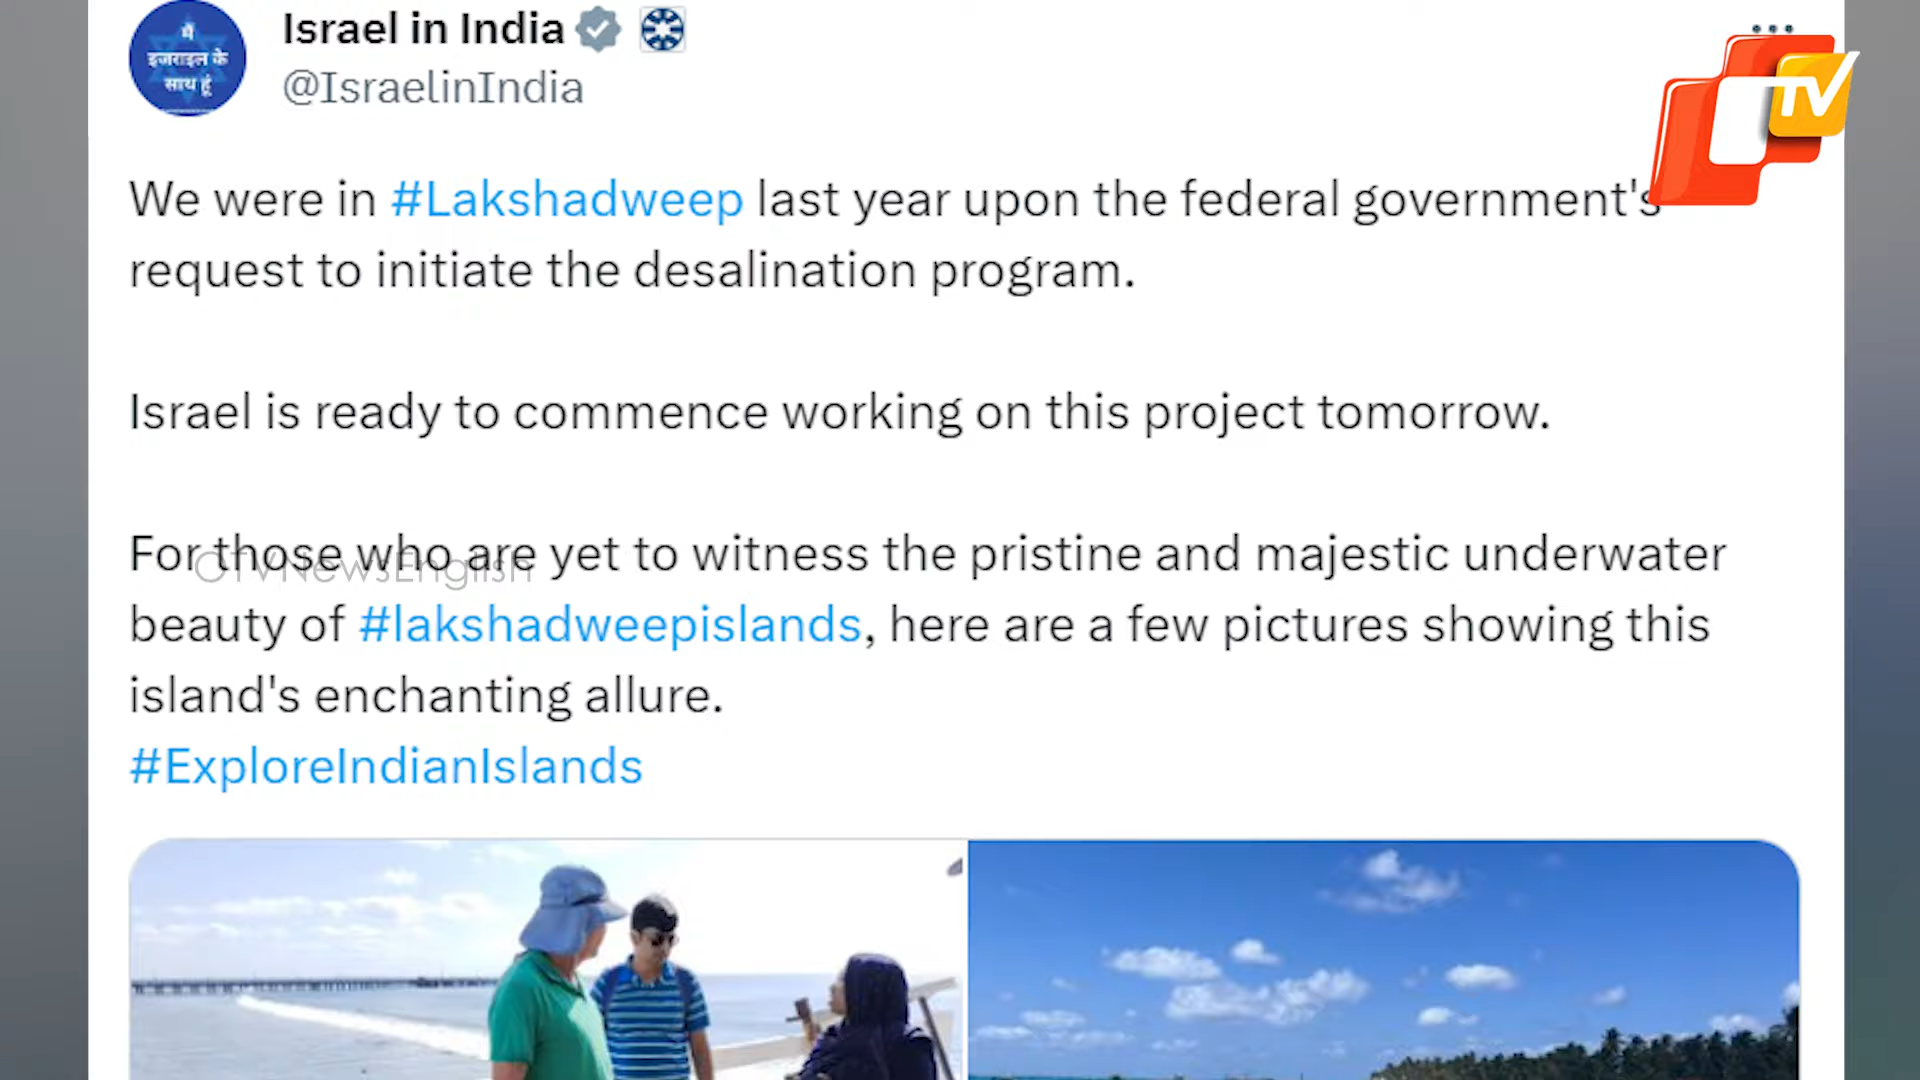 Israel in India
@IsraelinIndia
मैं
इजराइल के
साथ हूं
TV
We were in #Lakshadweep last year upon the federal government's
request to initiate the desalination program.
Israel is ready to commence working on this project tomorrow.
For those who are yet to witness the pristine and majestic underwater
OTVNewsEnglish
beauty of #lakshadweepislands, here are a few pictures showing this
island's enchanting allure.
#ExploreIndianIslands